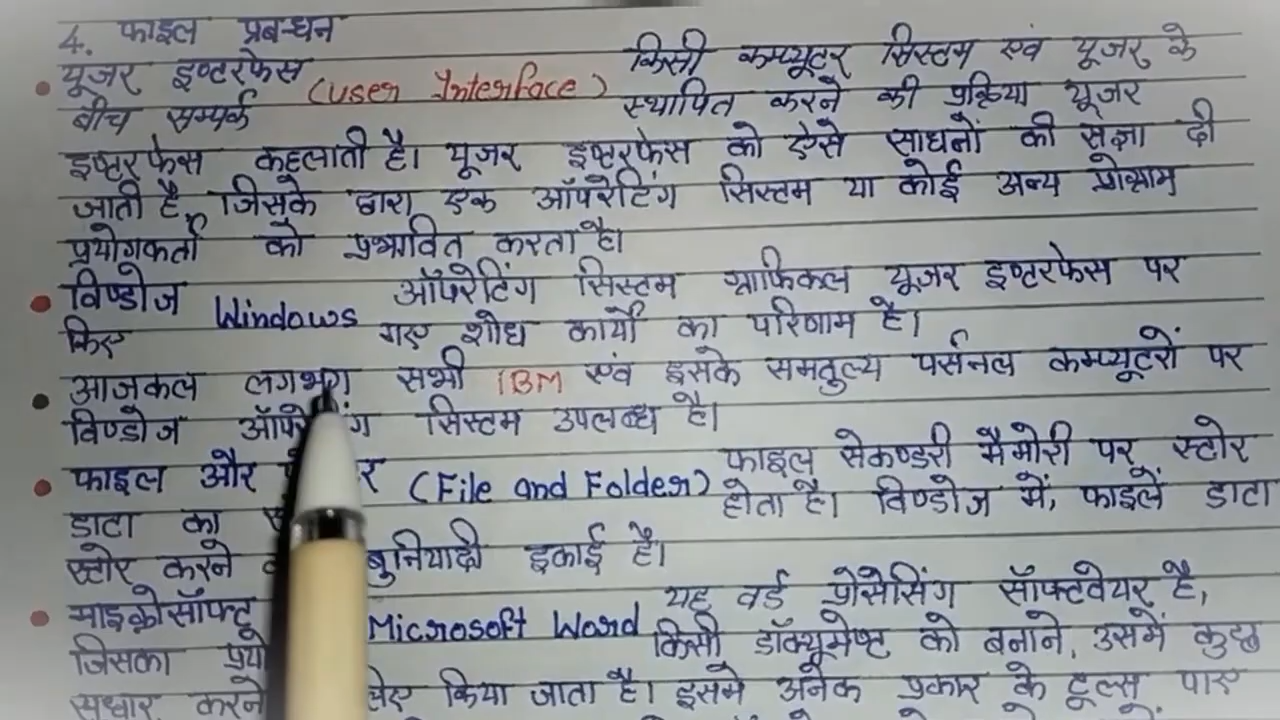 4. फाइल प्रबन्धन
यूजर इण्टरफेस (User Interface) किसी कम्प्यूटर सिस्टम एवं यूजर के
बीच सम्पर्क स्थापित करने की प्रक्रिया यूजर
इण्टरफेस कहलाती है। यूजर इण्टरफेस को ऐसे साधनों की संज्ञा दी
जाती है, जिसके द्वारा एक ऑपरेटिंग सिस्टम या कोई अन्य प्रोग्राम
प्रयोगकर्ता को प्रभावित करता है।
विण्डोज Windows ऑपरेटिंग सिस्टम ग्राफिकल यूजर इण्टरफेस पर
किए गए शोध कार्यों का परिणाम है।
आजकल लगभग सभी IBM एवं इसके समतुल्य पर्सनल कम्प्यूटरों पर
विण्डोज सिस्टम उपलब्ध है।
फाइल और (File and Folder) फाइल सेकण्डरी मैमोरी पर स्टोर
डाटा का होता है। विण्डोज में, फाइलें डाटा
स्टोर करने बुनियादी इकाई है।
माइक्रोसॉफ्ट Microsoft Word यह वर्ड प्रोसेसिंग सॉफ्टवेयर है,
जिसका किसी डॉक्यूमेण्ट को बनाने, उसमें कुछ
सुधार करने किया जाता है। इसमें अनेक प्रकार के टूल्स पाए